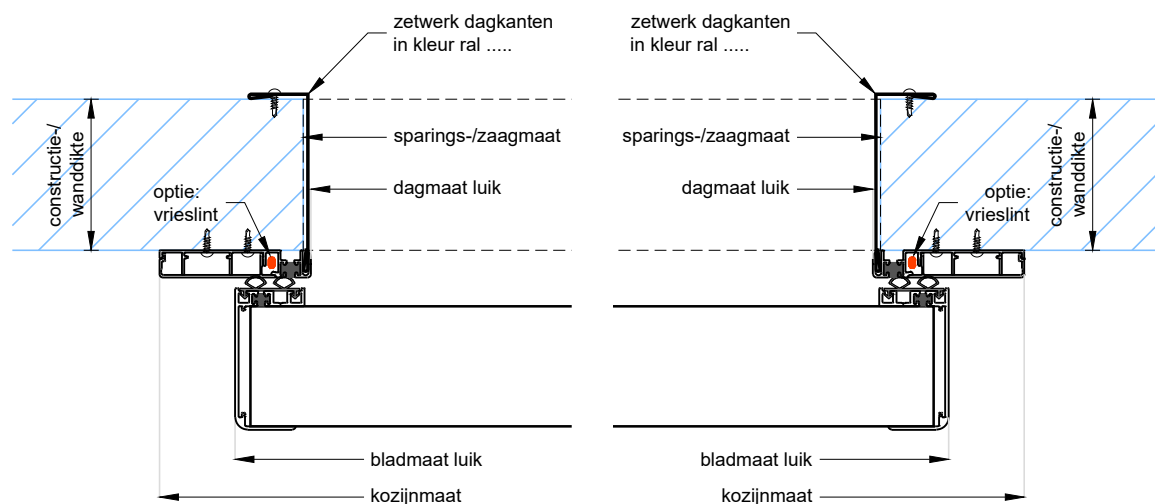 zetwerk dagkanten
in kleur ral .....
zetwerk dagkanten
in kleur ral .....
constructie-/
wanddikte
sparings-/zaagmaat
sparings-/zaagmaat
constructie-/
wanddikte
dagmaat luik
dagmaat luik
optie:
vrieslint
optie:
vrieslint
bladmaat luik
bladmaat luik
kozijnmaat
kozijnmaat